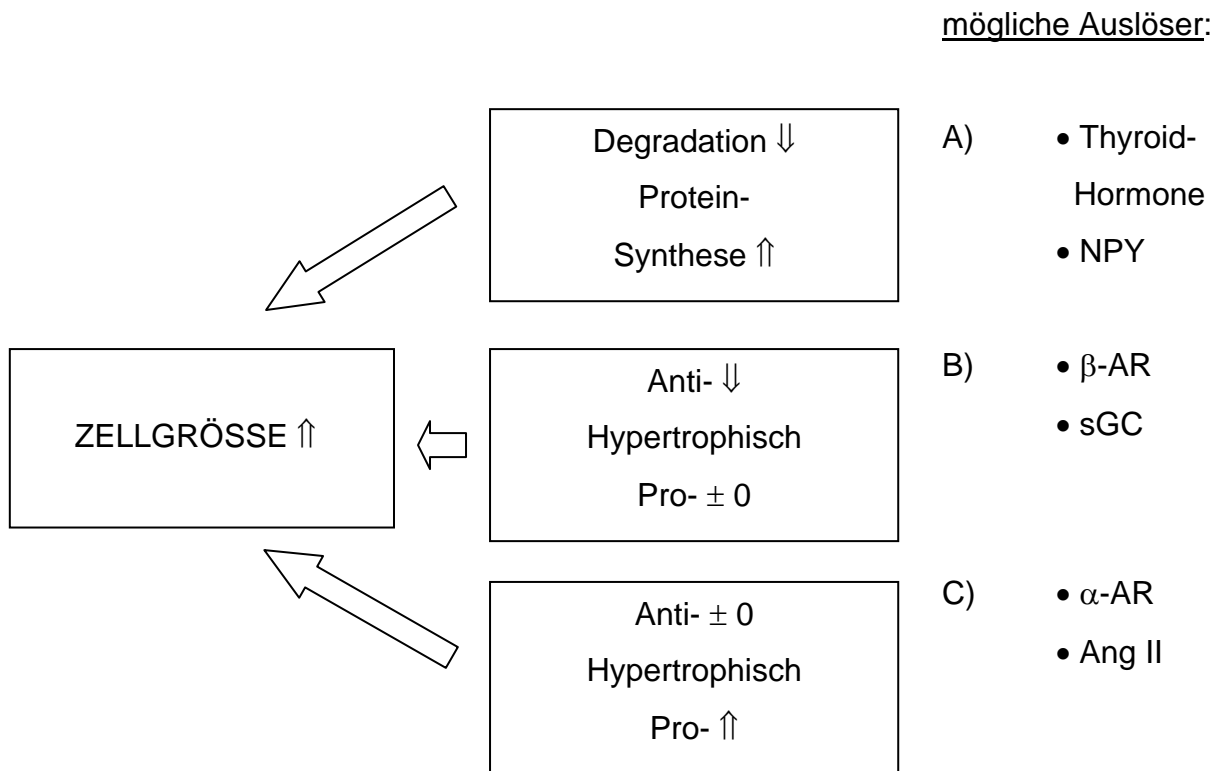 mögliche Auslöser:
Degradation ⇓
Protein-
Synthese ⇑
A)
• Thyroid-
Hormone
• NPY
ZELLGRÖSSE ⇑
Anti- ⇓
Hypertrophisch
Pro- ± 0
B)
• β-AR
• sGC
Anti- ± 0
Hypertrophisch
Pro- ⇑
C)
• α-AR
• Ang II